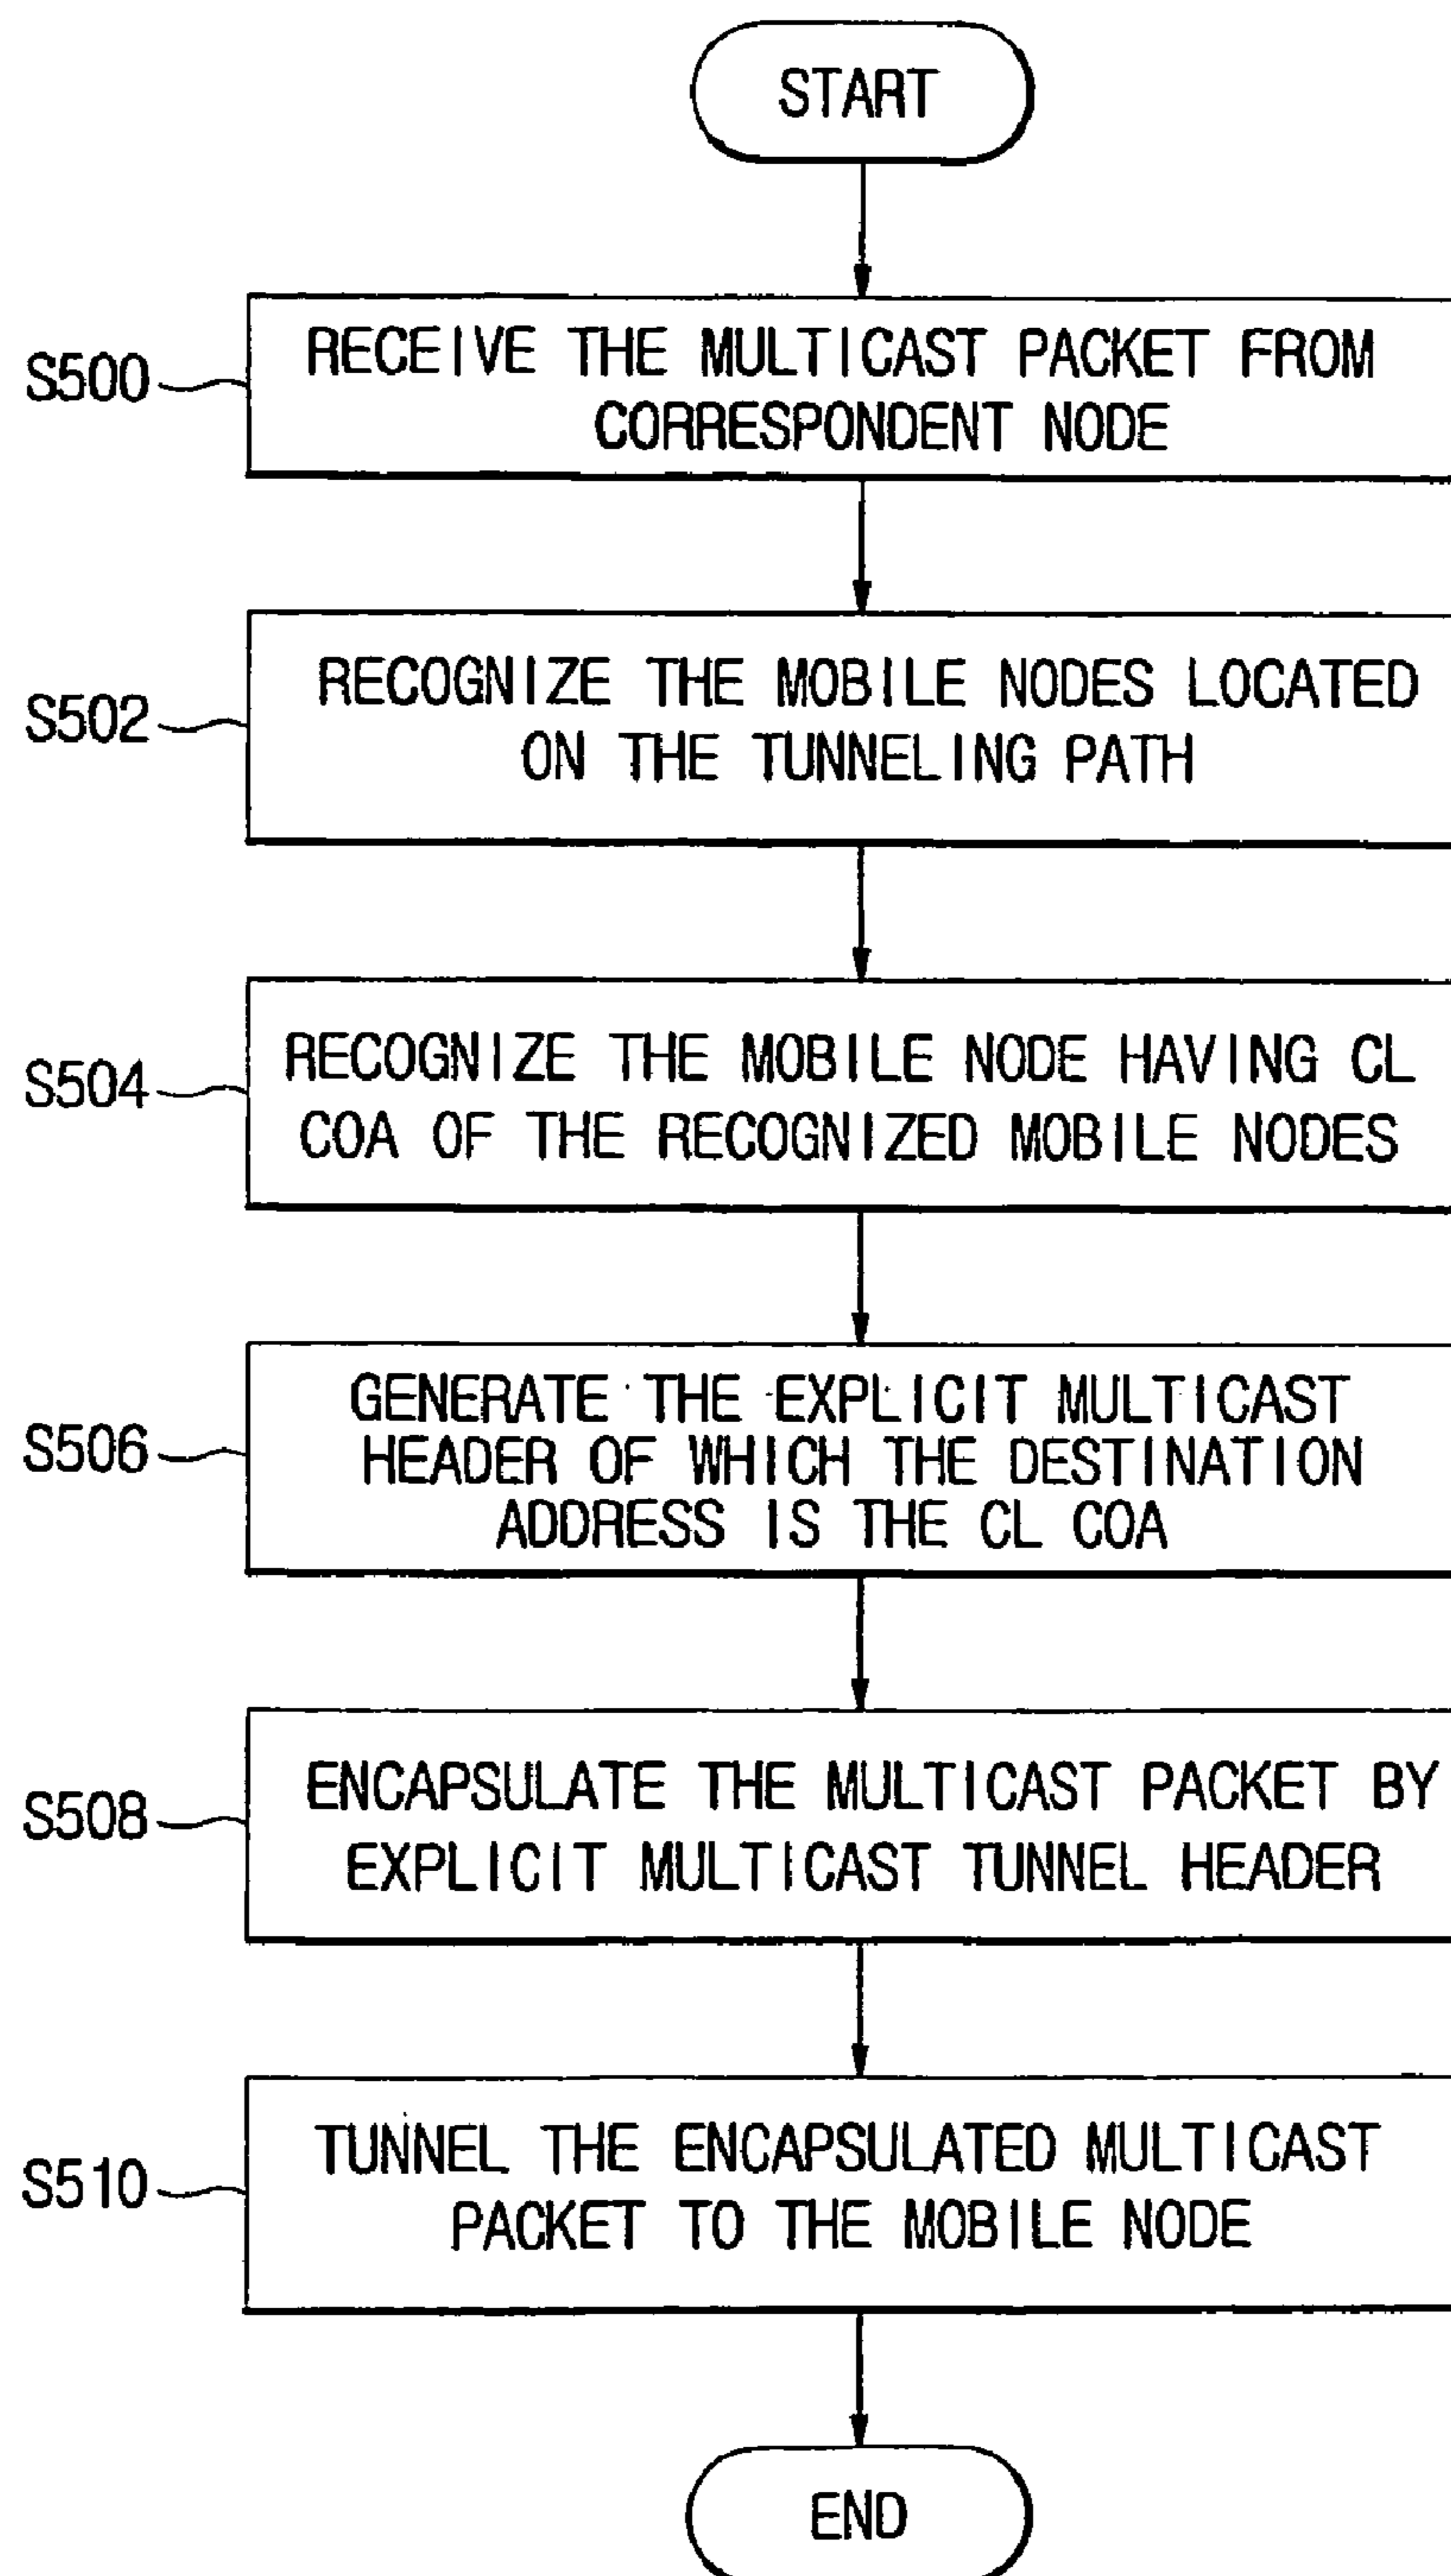 START
S500
RECEIVE THE MULTICAST PACKET FROM
CORRESPONDENT NODE
S502
RECOGNIZE THE MOBILE NODES LOCATED
ON THE TUNNELING PATH
S504
RECOGNIZE THE MOBILE NODE HAVING CL
COA OF THE RECOGNIZED MOBILE NODES
S506
GENERATE THE EXPLICIT MULTICAST
HEADER OF WHICH THE DESTINATION
ADDRESS IS THE CL COA
S508
ENCAPSULATE THE MULTICAST PACKET BY
EXPLICIT MULTICAST TUNNEL HEADER
S510
TUNNEL THE ENCAPSULATED MULTICAST
PACKET TO THE MOBILE NODE
END